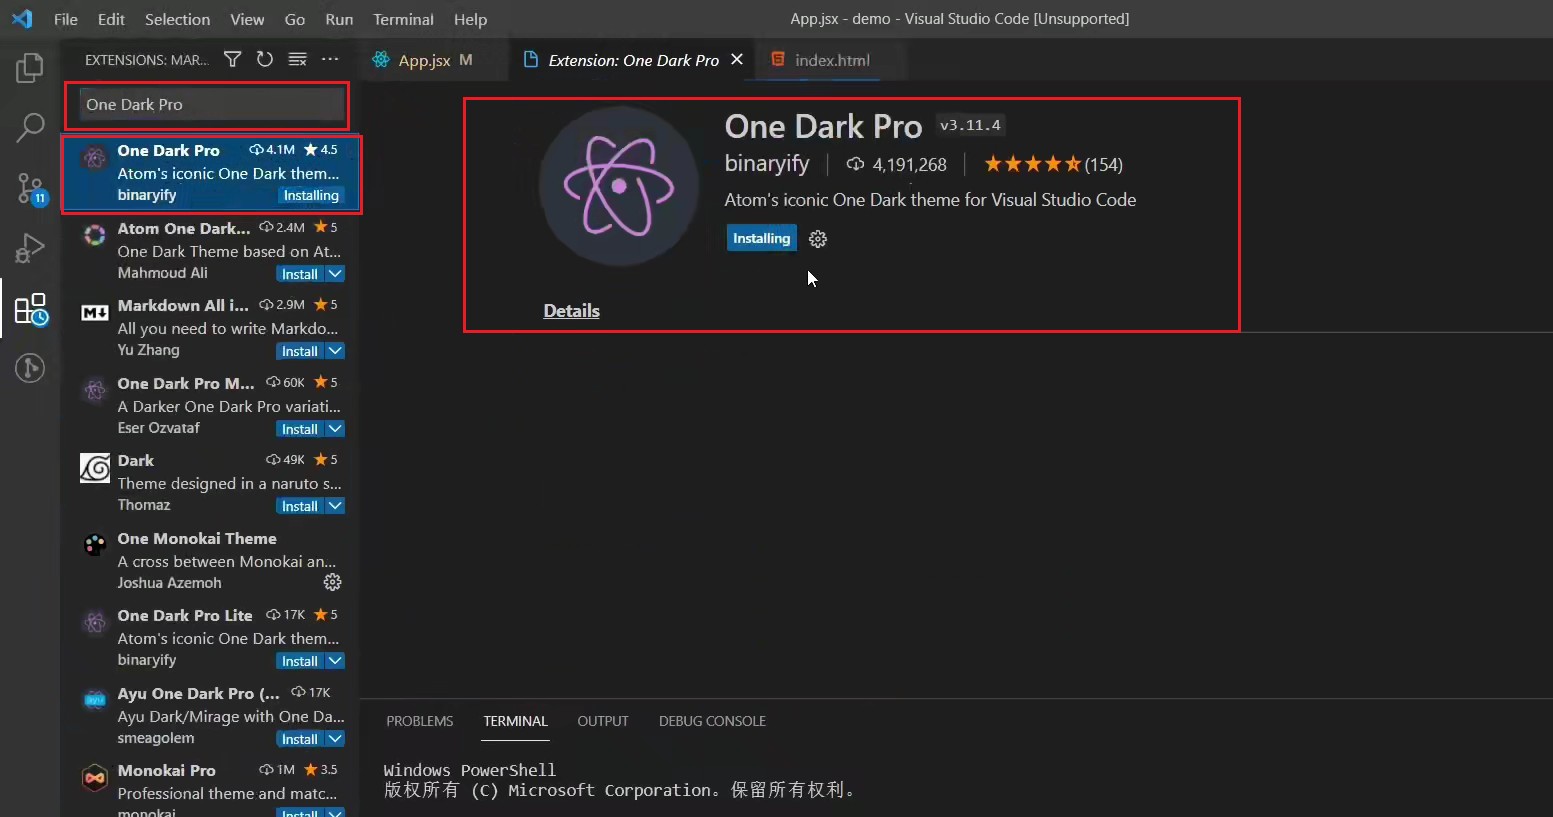 File Edit Selection View Go Run Terminal Help
App.jsx - demo - Visual Studio Code [Unsupported]
EXTENSIONS: MAR...
App.jsx M
Extension: One Dark Pro
index.html
One Dark Pro
One Dark Pro 4.1M ★ 4.5
Atom's iconic One Dark them...
binaryify Installing
11
Atom One Dark... 2.4M ★ 5
One Dark Theme based on At...
Mahmoud Ali Install
Markdown All i... 2.9M ★ 5
All you need to write Markdo...
Yu Zhang Install
One Dark Pro M... 60K ★ 5
A Darker One Dark Pro variati...
Eser Ozvataf Install
Dark 49K ★ 5
Theme designed in a naruto s...
Thomaz Install
One Monokai Theme
A cross between Monokai an...
Joshua Azemoh
One Dark Pro Lite 17K ★ 5
Atom's iconic One Dark them...
binaryify Install
Ayu One Dark Pro (... 17K
Ayu Dark/Mirage with One Da...
smeagolem Install
Monokai Pro 1M ★ 3.5
Professional theme and matc...
monokai Install
One Dark Pro v3.11.4
binaryify 4,191,268 (154)
Atom's iconic One Dark theme for Visual Studio Code
Installing
Details
PROBLEMS TERMINAL OUTPUT DEBUG CONSOLE
Windows PowerShell
版权所有 (C) Microsoft Corporation。保留所有权利。